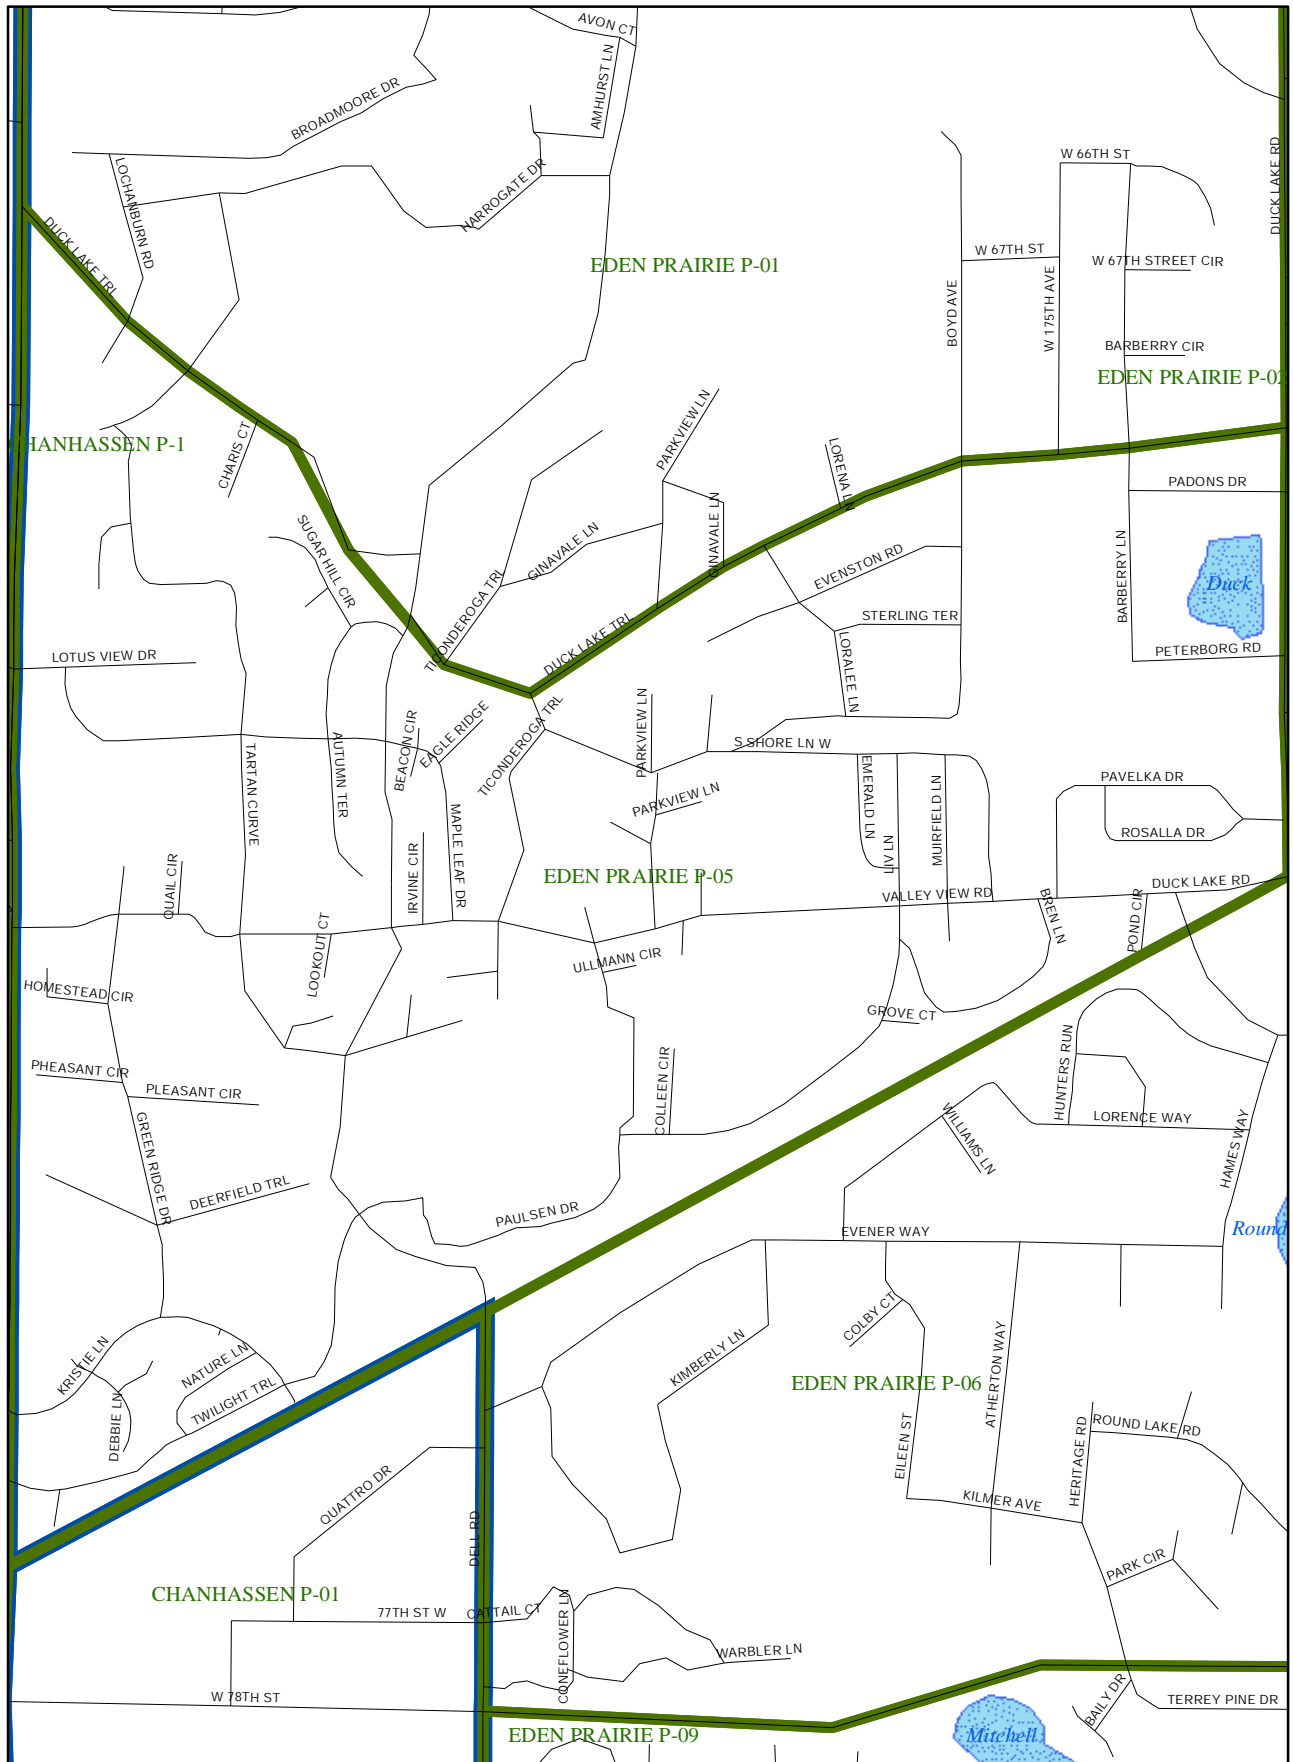 AVON CT
AMHURST LN
BROADMOORE DR
DUCK LAKE RD
W 66TH ST
LOCHANBURN RD
HARROGATE DR
DUCK LAKE TRL
W 67TH ST
W 67TH STREET CIR
EDEN PRAIRIE P-01
BOYD AVE
W 175TH AVE
BARBERRY CIR
EDEN PRAIRIE P-02
CHARIS CT
HANHASSEN P-1
PARKVIEW LN
LORENA LN
PADONS DR
SUGAR HILL CIR
GINAVALE LN
GINAVALE LN
EVENSTON RD
BARBERRY LN
Duck
TICONDEROGA TRL
STERLING TER
DUCK LAKE TRL
LOTUS VIEW DR
LORALEE LN
PETERBORG RD
BEACON CIR
EAGLE RIDGE
TICONDEROGA TRL
PARKVIEW LN
S SHORE LN W
TARTAN CURVE
AUTUMN TER
PARKVIEW LN
EMERALD LN
MUIRFIELD LN
PAVELKA DR
MAPLE LEAF DR
LIV LN
ROSALLA DR
QUAIL CIR
IRVINE CIR
EDEN PRAIRIE P-05
VALLEY VIEW RD
DUCK LAKE RD
BREN LN
POND CIR
LOOKOUT CT
ULLMANN CIR
HOMESTEAD CIR
GROVE CT
PHEASANT CIR
PLEASANT CIR
COLLEEN CIR
HUNTERS RUN
LORENCE WAY
WILLIAMS LN
GREEN RIDGE DR
HAMES WAY
DEERFIELD TRL
PAULSEN DR
EVENER WAY
Round
KRISTIE LN
NATURE LN
COLBY CT
KIMBERLY LN
ATHERTON WAY
TWILIGHT TRL
EDEN PRAIRIE P-06
DEBBIE LN
EILEEN ST
HERITAGE RD
ROUND LAKE RD
QUATTRO DR
DELL RD
KILMER AVE
PARK CIR
CHANHASSEN P-01
77TH ST W
CATTAIL CT
CONEFLOWER LN
WARBLER LN
W 78TH ST
BAILY DR
TERREY PINE DR
EDEN PRAIRIE P-09
Mitchell